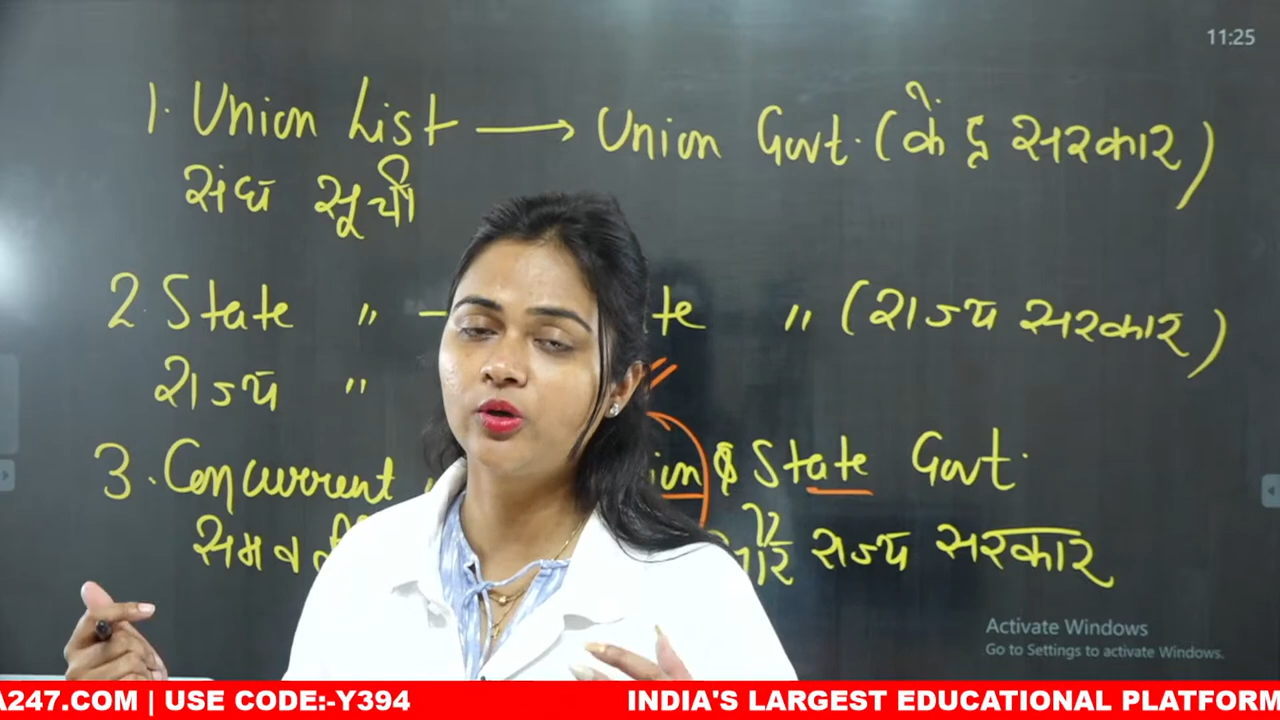 11:25
1. Union List → Union Govt. (केंद्र सरकार)
संघ सूची
2. State " – te " (राज्य सरकार)
राज्य "
3. Concurrent ion & State Govt.
राज्य सरकार
Activate Windows
Go to Settings to activate Windows.
A247.COM | USE CODE:-Y394 INDIA'S LARGEST EDUCATIONAL PLATFORM